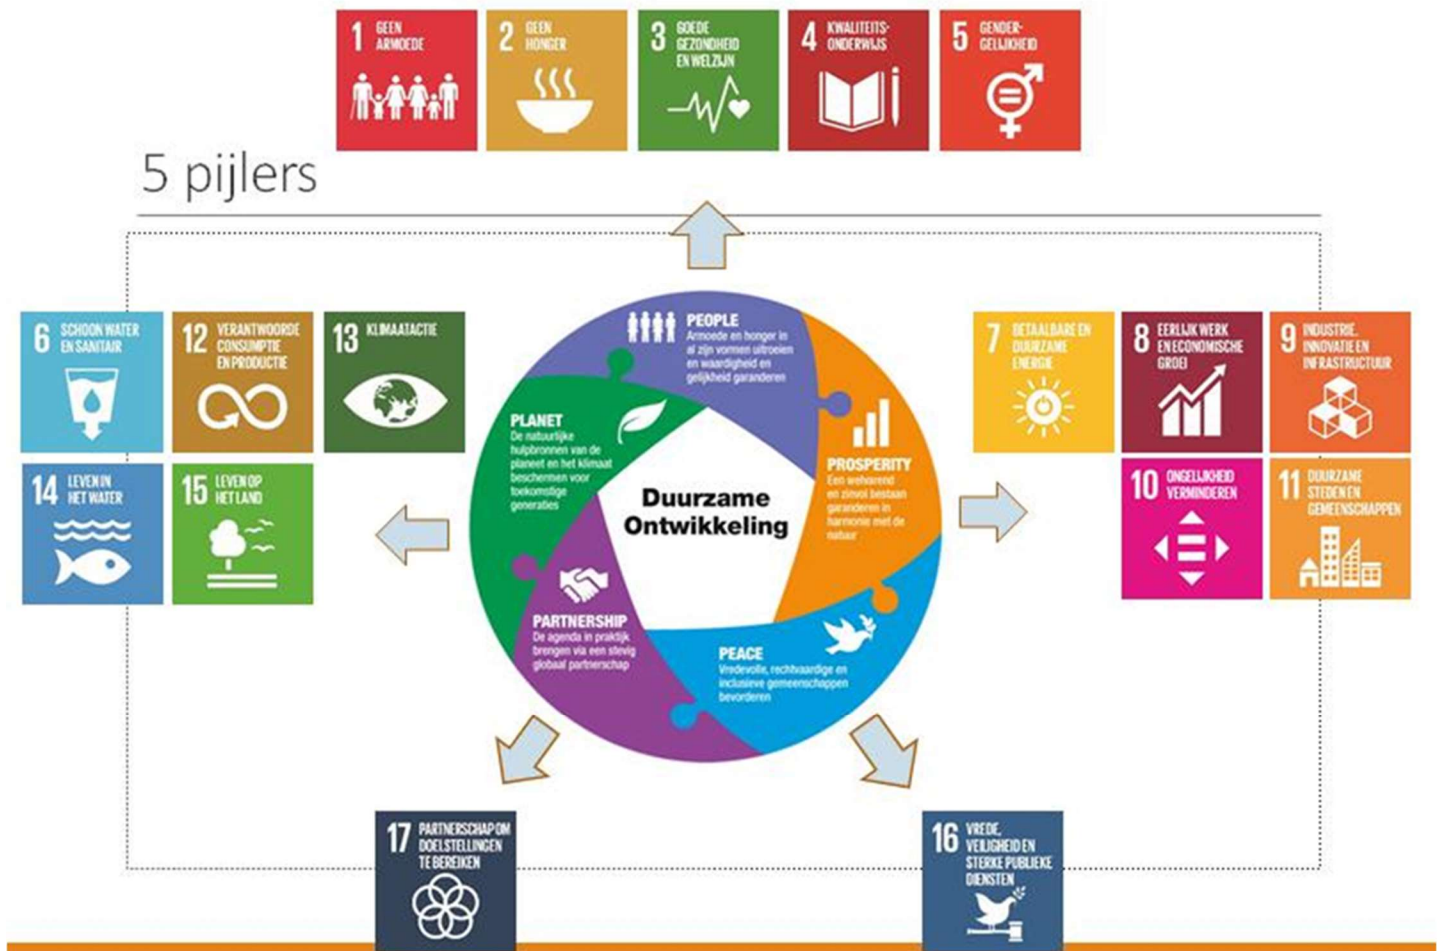 1 GEEN
ARMOEDE
2 GEEN
HONGER
3 GOEDE
GEZONDHEID
EN WELZIJN
4 KWALITEITS-
ONDERWIJS
5 GENDER-
GELIJKHEID
5 pijlers
6 SCHOON WATER
EN SANITAIR
12 VERANTWOORDE
CONSUMPTIE
EN PRODUCTIE
13 KLIMAATACTIE
14 LEVEN IN
HET WATER
15 LEVEN OP
HET LAND
PEOPLE
Armoede en honger in
al zijn vormen uitroeien
en waardigheid en
gelijkheid garanderen
PLANET
De natuurlijke
hulpbronnen van de
planeet en het klimaat
beschermen voor
toekomstige
generaties
Duurzame
Ontwikkeling
PROSPERITY
Een welvarend
en zinvol bestaan
garanderen in
harmonie met de
natuur
PARTNERSHIP
De agenda in praktijk
brengen via een stevig
globaal partnerschap
PEACE
Vredevolle, rechtvaardige en
inclusieve gemeenschappen
bevorderen
7 BETAALBARE EN
DUURZAME
ENERGIE
8 EERLIJK WERK
EN ECONOMISCHE
GROEI
9 INDUSTRIE,
INNOVATIE EN
INFRASTRUCTUUR
10 ONGELIJKHEID
VERMINDEREN
11 DUURZAME
STEDEN EN
GEMEENSCHAPPEN
17 PARTNERSCHAP OM
DOELSTELLINGEN
TE BEREIKEN
16 VREDE,
VEILIGHEID EN
STERKE PUBLIEKE
DIENSTEN